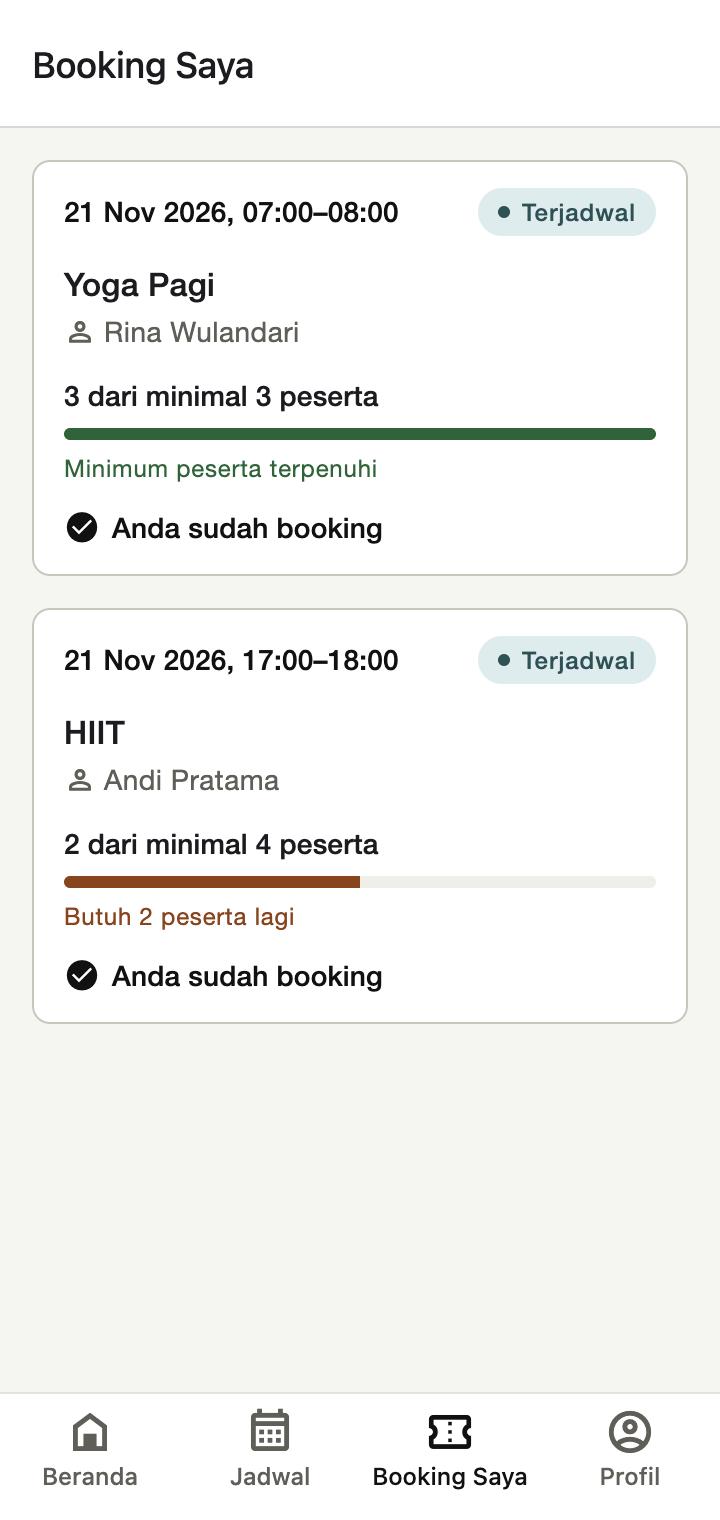 Booking Saya
21 Nov 2026, 07:00–08:00
Terjadwal
Yoga Pagi
Rina Wulandari
3 dari minimal 3 peserta
Minimum peserta terpenuhi
Anda sudah booking
21 Nov 2026, 17:00–18:00
Terjadwal
HIIT
Andi Pratama
2 dari minimal 4 peserta
Butuh 2 peserta lagi
Anda sudah booking
Beranda
Jadwal
Booking Saya
Profil